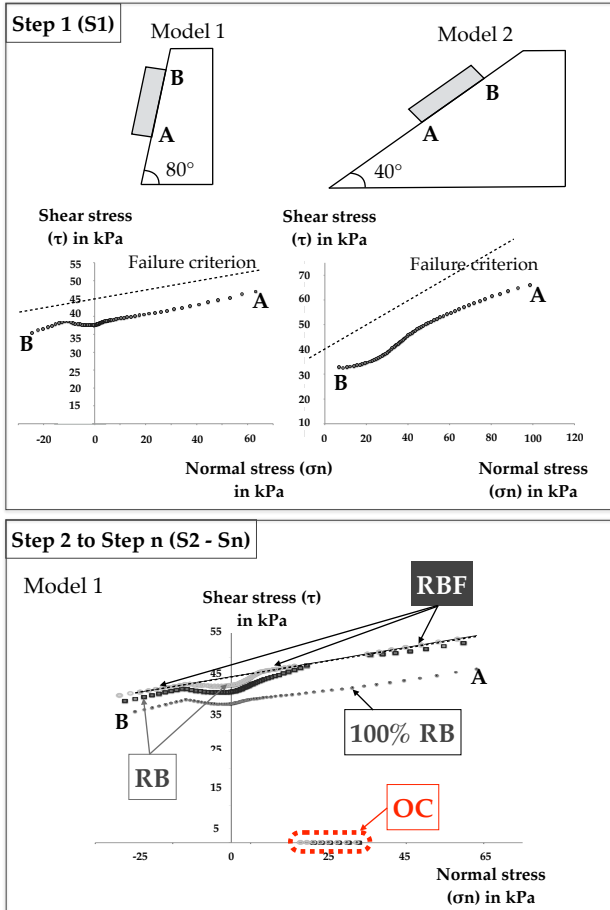 Step 1 (S1)
Model 1
Model 2
B
A
80°
B
A
40°
Shear stress
(τ) in kPa
Shear stress
(τ) in kPa
55
50
45
40
35
30
25
20
15
Failure criterion
A
B
-20
0
20
40
60
Normal stress (σn)
in kPa
70
60
50
40
30
20
10
Failure criterion
A
B
0
20
40
60
80
100
120
Normal stress
(σn) in kPa
Step 2 to Step n (S2 - Sn)
Model 1
Shear stress (τ)
in kPa
RBF
55
45
35
25
15
5
A
B
100% RB
RB
OC
-25
0
25
45
65
Normal stress
(σn) in kPa